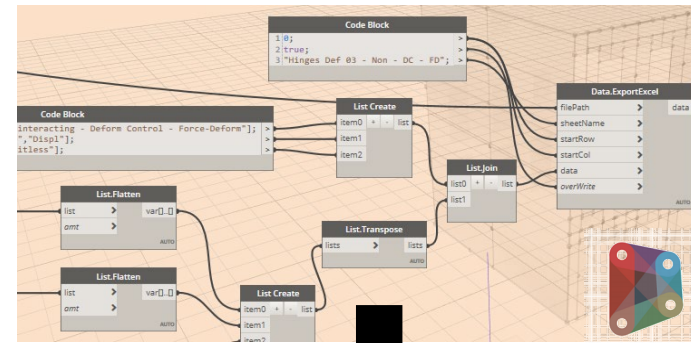 Code Block
1 0;
2 true;
3 "Hinges Def 03 - Non - DC - FD";
>
>
>
Data.ExportExcel
filePath > data
sheetName >
startRow >
startCol >
data >
overWrite >
AUTO
Code Block
interacting - Deform Control - Force-Deform"]; >
","Displ"]; >
itless"]; >
List Create
item0 + - list
item1
item2
List.Join
list0 + - list
list1
List.Flatten
list > var[]..[]
amt >
AUTO
List.Transpose
lists > lists
AUTO
List.Flatten
list > var[]..[]
amt >
AUTO
List Create
item0 + - list
item1
item2